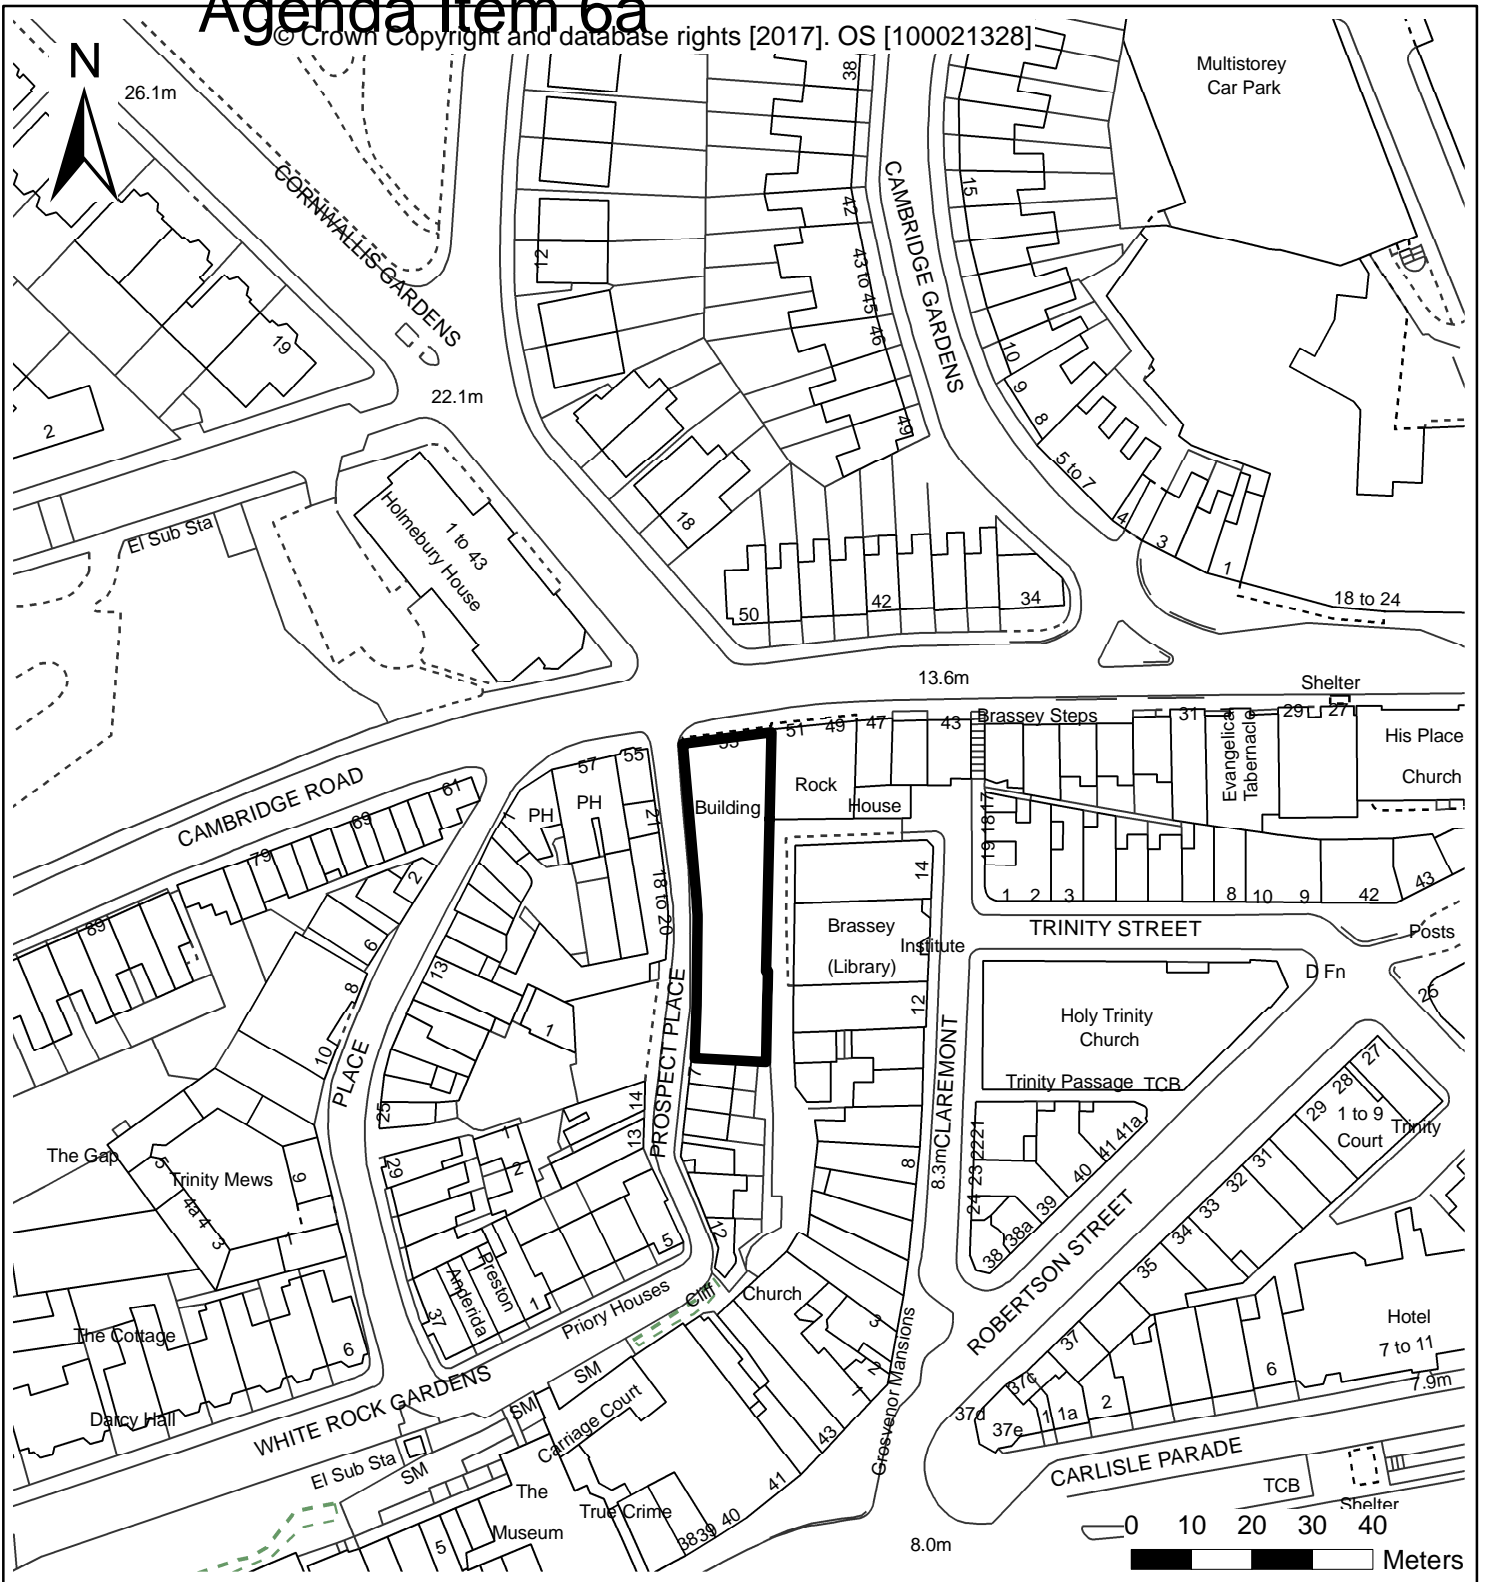 Agenda Item 6a
© Crown Copyright and database rights [2017]. OS [100021328]
N
26.1m
38
Multistorey
Car Park
CORNWALLIS GARDENS
CAMBRIDGE GARDENS
15
42
12
43 to 45
46
19
10
9
8
22.1m
2
49
5 to 7
El Sub Sta
Holmebury House
1 to 43
18
4
3
1
50
42
34
18 to 24
13.6m
Shelter
Brassey Steps
31
29
27
51
49
47
43
53
55
57
His Place
Church
Evangelical
Tabernacle
Rock
House
Building
PH
PH
1
21
61
69
79
89
CAMBRIDGE ROAD
17
18
19
14
18 to 20
2
1
2
3
8
10
9
42
43
TRINITY STREET
Posts
Brassey
Institute
(Library)
6
13
8
10
PLACE
1
PROSPECT PLACE
12
D Fn
26
Holy Trinity
Church
Trinity Passage
TCB
CLAREMONT
8.3m
27
28
29
1 to 9
Court
Trinity
25
14
13
7
21
22
23
24
41a
41
40
39
38a
38
31
32
33
34
35
The Gap
5
Trinity Mews
9
4a
4
3
1
29
1
2
8
12
5
ROBERTSON STREET
The Cottage
6
37
Anderida
Preston
1
Priory Houses
Cliff
Church
3
2
1
Grosvenor Mansions
Hotel
7 to 11
7.9m
37
37c
37d
37e
1
1a
2
6
Darcy Hall
WHITE ROCK GARDENS
SM
SM
El Sub Sta
SM
Carriage Court
43
CARLISLE PARADE
TCB
Shelter
The
True Crime
Museum
5
41
40
39
38
8.0m
0 10 20 30 40
Meters